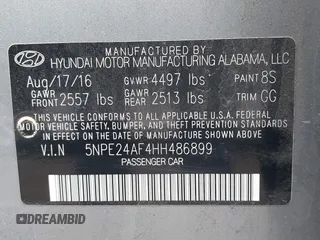 MANUFACTURED BY
HYUNDAI MOTOR MANUFACTURING ALABAMA, LLC
Aug/17/16 GVWR 4497 lbs PAINT 8S
GAWR FRONT 2557 lbs GAWR REAR 2513 lbs TRIM GG
THIS VEHICLE CONFORMS TO ALL APPLICABLE U.S.A. FEDERAL
MOTOR VEHICLE SAFETY, BUMPER, AND THEFT PREVENTION
STANDARDS IN EFFECT ON THE DATE OF MANUFACTURE SHOWN ABOVE.
V.I.N 5NPE24AF4HH486899
PASSENGER CAR
DREAMBID